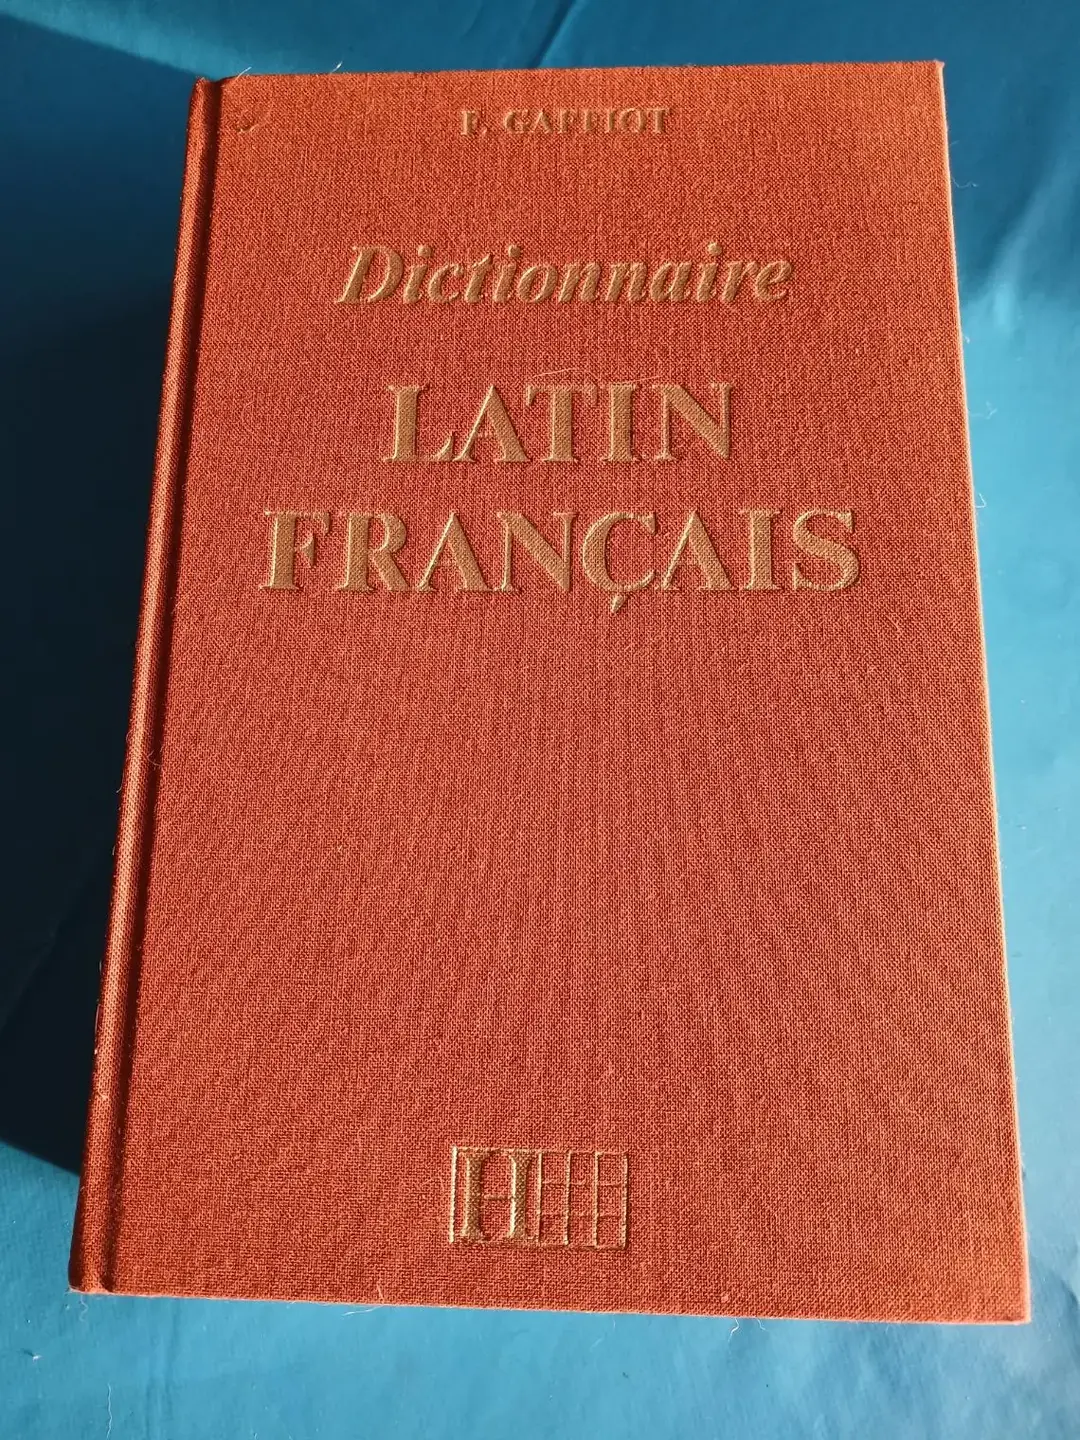 F. GAFFIOT
Dictionnaire
LATIN
FRANÇAIS
H